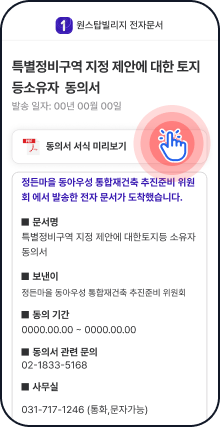 1 원스탑빌리지 전자문서
특별정비구역 지정 제안에 대한 토지
등소유자 동의서
발송 일자: 00년 00월 00일
PDF 동의서 서식 미리보기
정든마을 동아우성 통합재건축 추진준비 위원
회 에서 발송한 전자 문서가 도착했습니다.
■ 문서명
특별정비구역 지정 제안에 대한토지등 소유자
동의서
■ 보낸이
정든마을 동아우성 통합재건축 추진준비 위원회
■ 동의 기간
0000.00.00 ~ 0000.00.00
■ 동의서 관련 문의
02-1833-5168
■ 사무실
031-717-1246 (통화,문자가능)